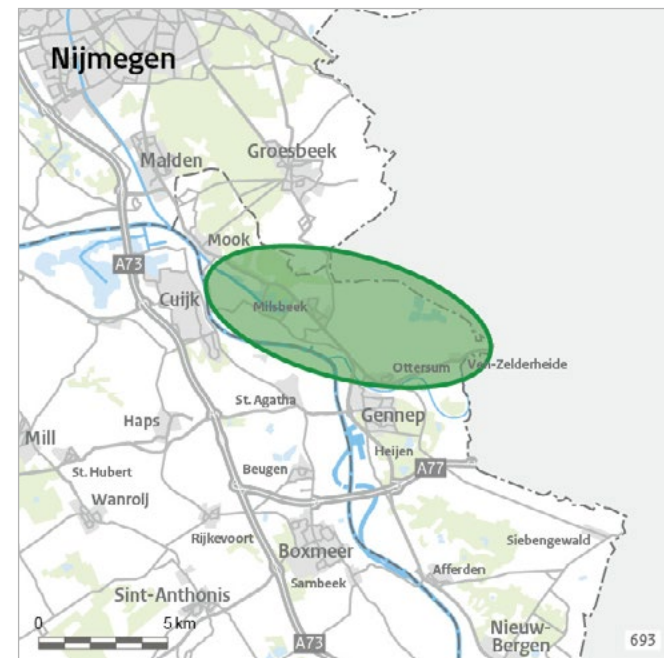 Nijmegen
Malden
Groesbeek
Mook
A73
Cuijk
Milsbeek
Ottersum
Ven-Zelderheide
St. Agatha
Gennep
Haps
Mill
Heijen
Beugen
A77
St. Hubert
Wanroij
Rijkevoort
Siebengewald
Boxmeer
Afferden
Sambeek
Sint-Anthonis
0
5 km
Nieuw-
Bergen
A73
693